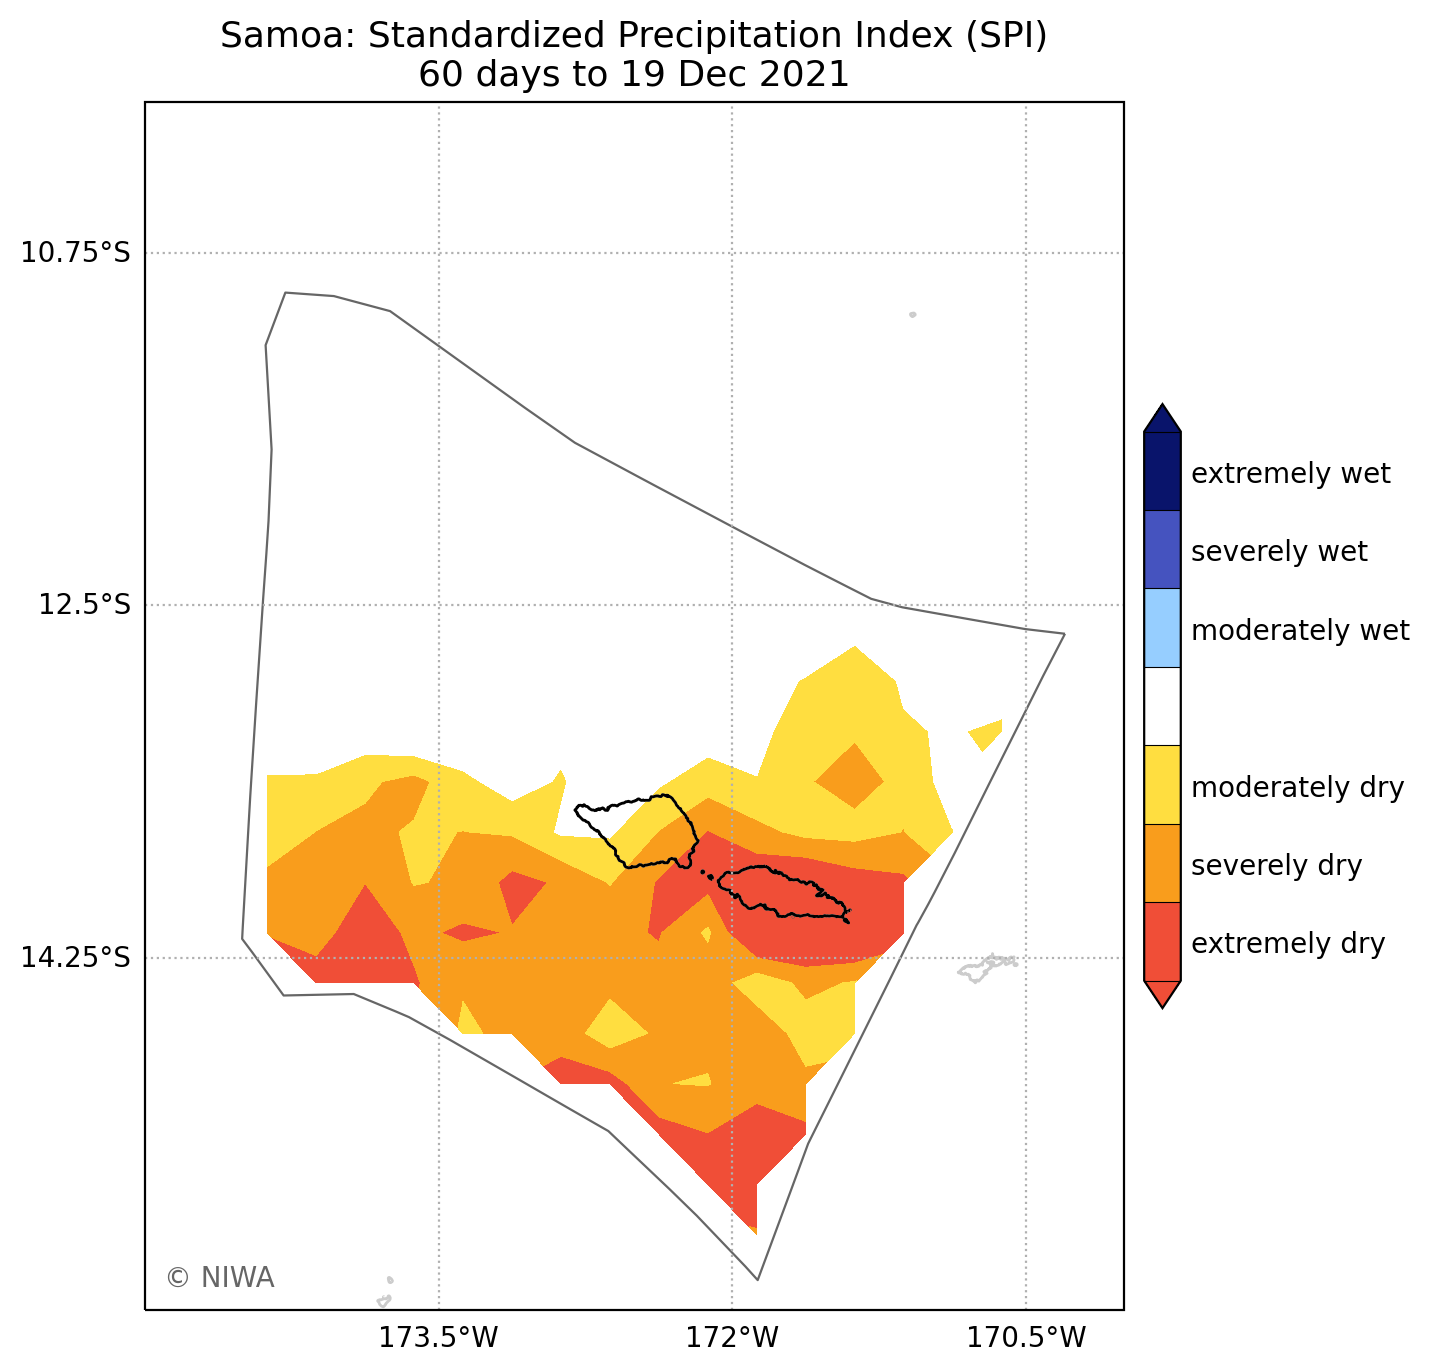 Samoa: Standardized Precipitation Index (SPI)
60 days to 19 Dec 2021
10.75°S
12.5°S
14.25°S
173.5°W
172°W
170.5°W
extremely wet
severely wet
moderately wet
moderately dry
severely dry
extremely dry
© NIWA